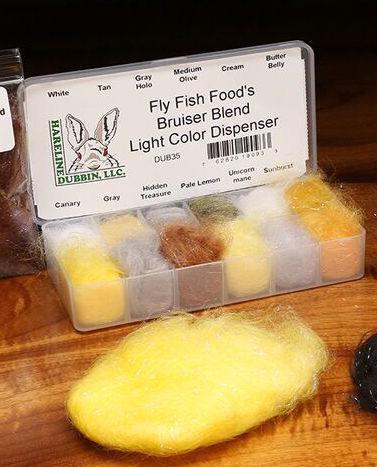 White Tan Gray Holo Medium Olive Cream Butter Belly
Fly Fish Food's
Bruiser Blend
Light Color Dispenser
DUB35
HARELINE
DUBBIN, LLC.
Canary Gray Hidden Treasure Pale Lemon Unicorn mane Sunburst
d